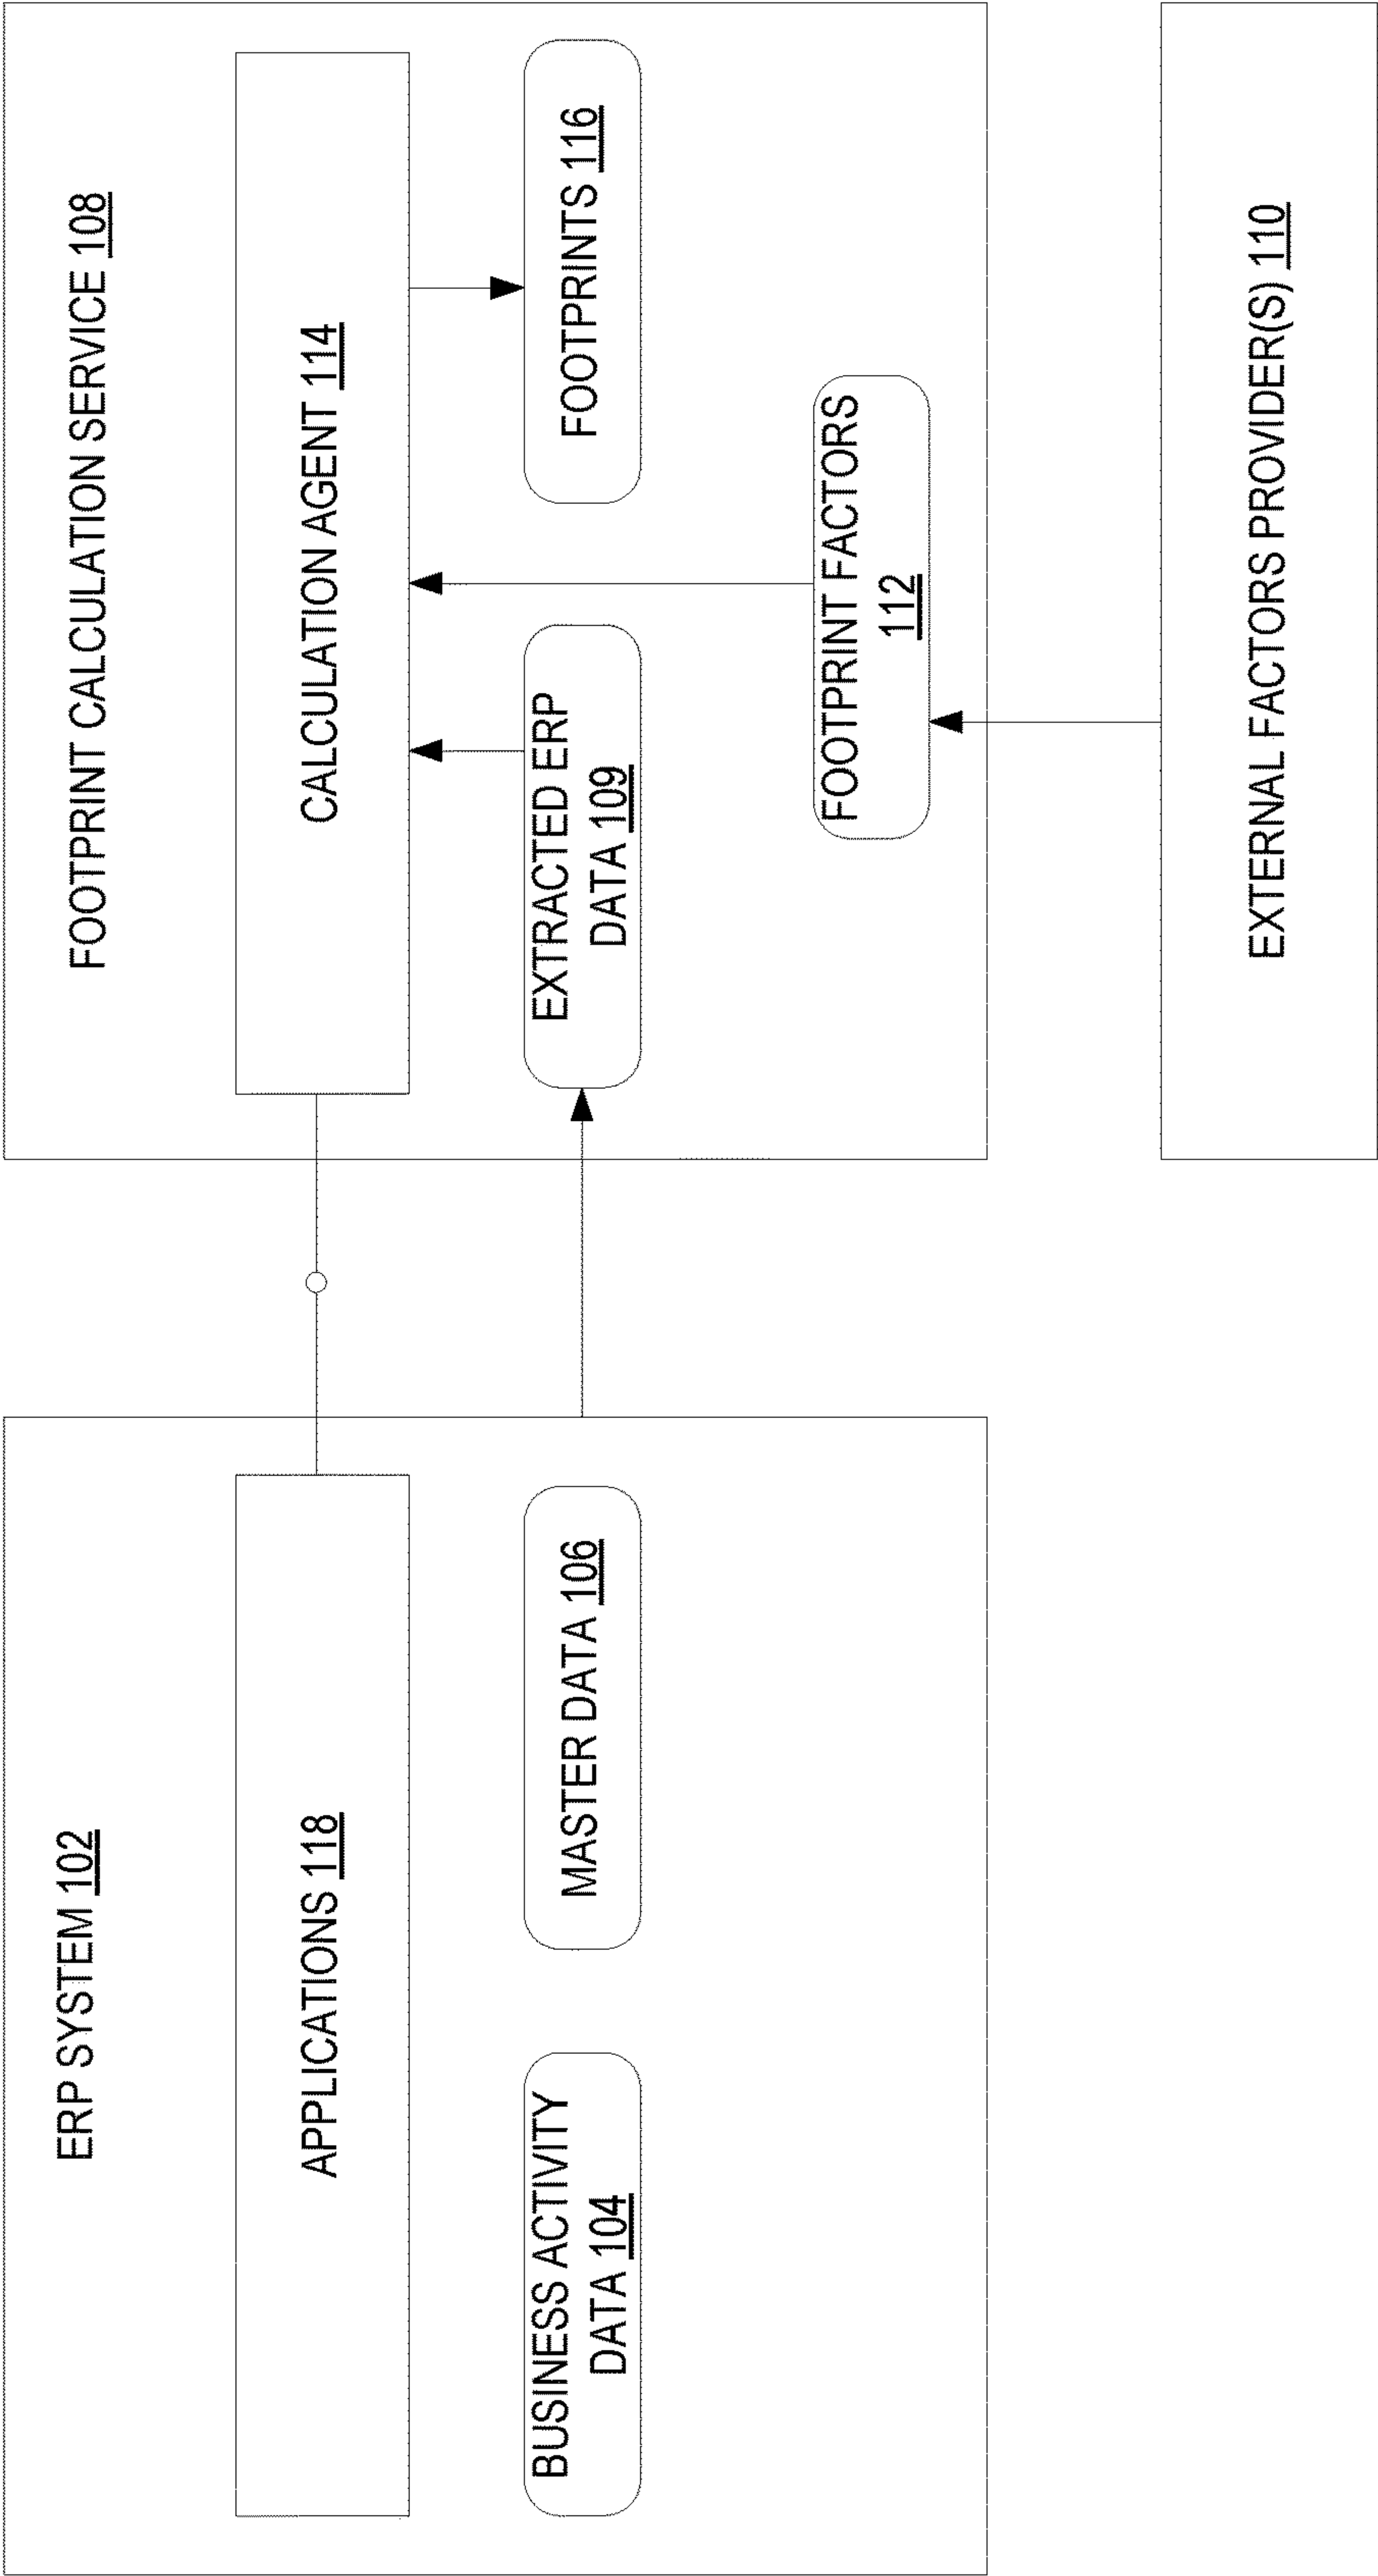 ERP SYSTEM 102
APPLICATIONS 118
BUSINESS ACTIVITY
DATA 104
MASTER DATA 106
FOOTPRINT CALCULATION SERVICE 108
CALCULATION AGENT 114
EXTRACTED ERP
DATA 109
FOOTPRINTS 116
FOOTPRINT FACTORS
112
EXTERNAL FACTORS PROVIDER(S) 110